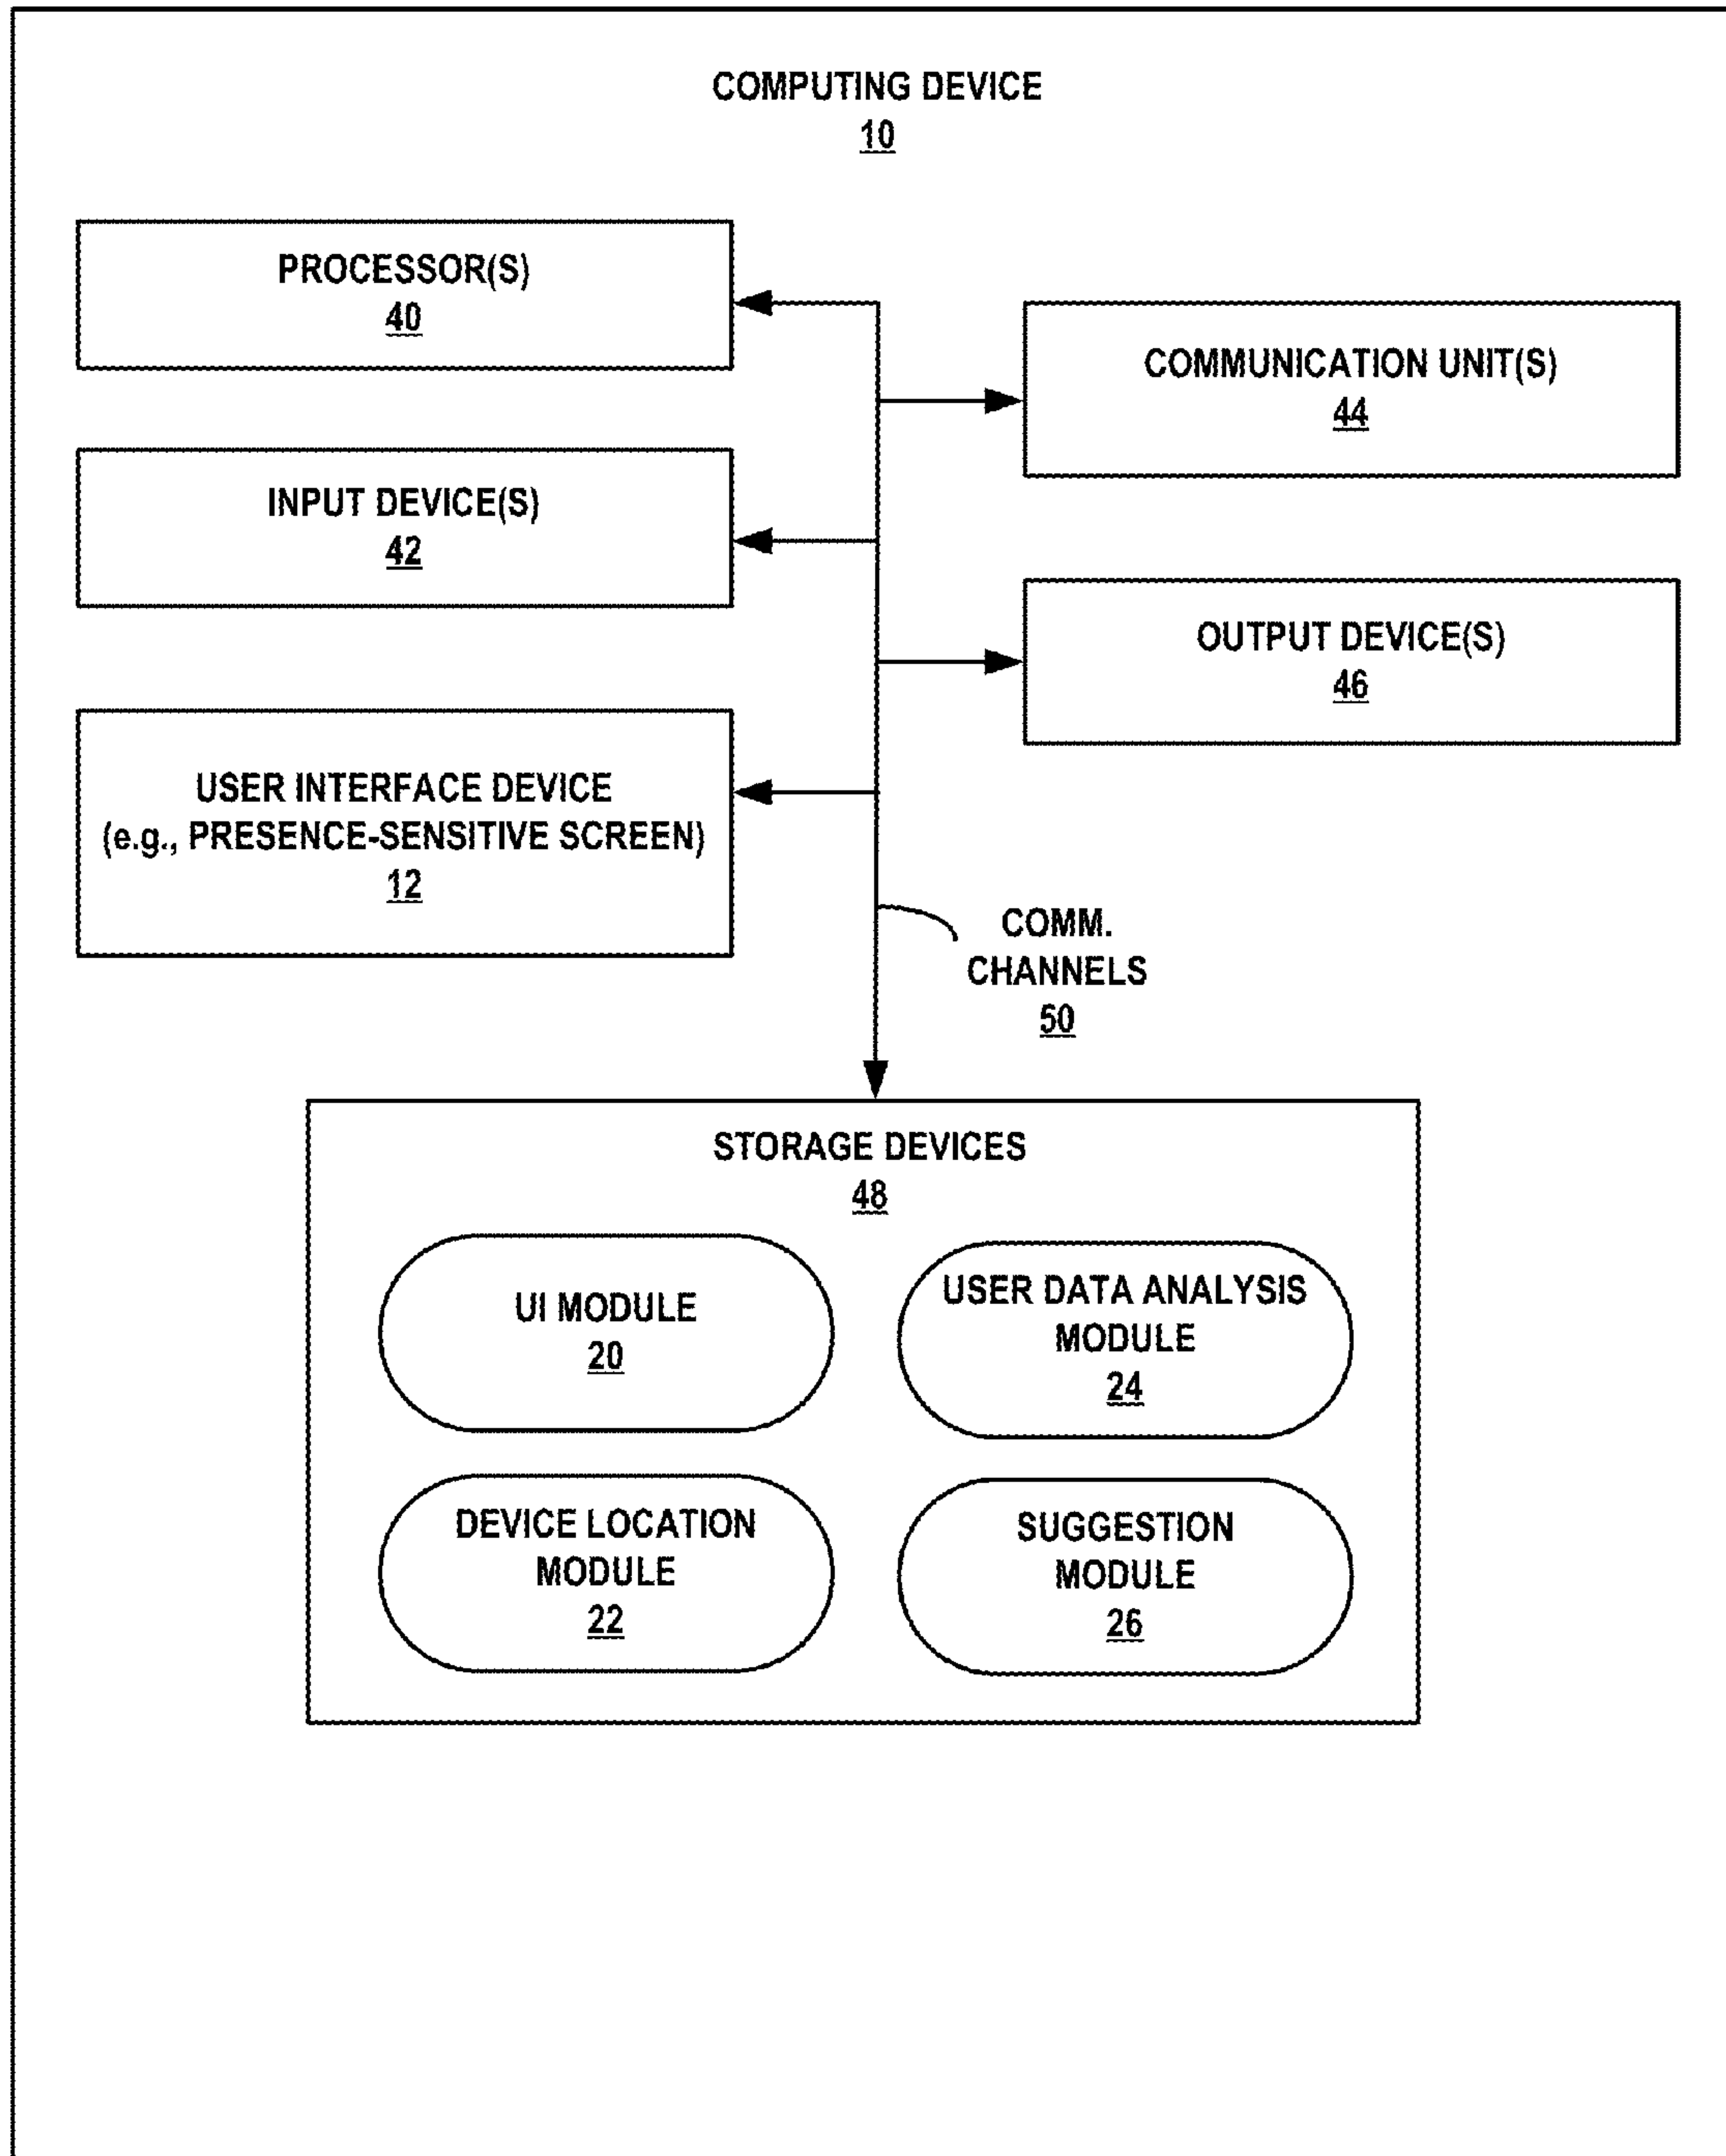 COMPUTING DEVICE
10
PROCESSOR(S)
40
COMMUNICATION UNIT(S)
44
INPUT DEVICE(S)
42
OUTPUT DEVICE(S)
46
USER INTERFACE DEVICE
(e.g., PRESENCE-SENSITIVE SCREEN)
12
COMM.
CHANNELS
50
STORAGE DEVICES
48
UI MODULE
20
USER DATA ANALYSIS
MODULE
24
DEVICE LOCATION
MODULE
22
SUGGESTION
MODULE
26